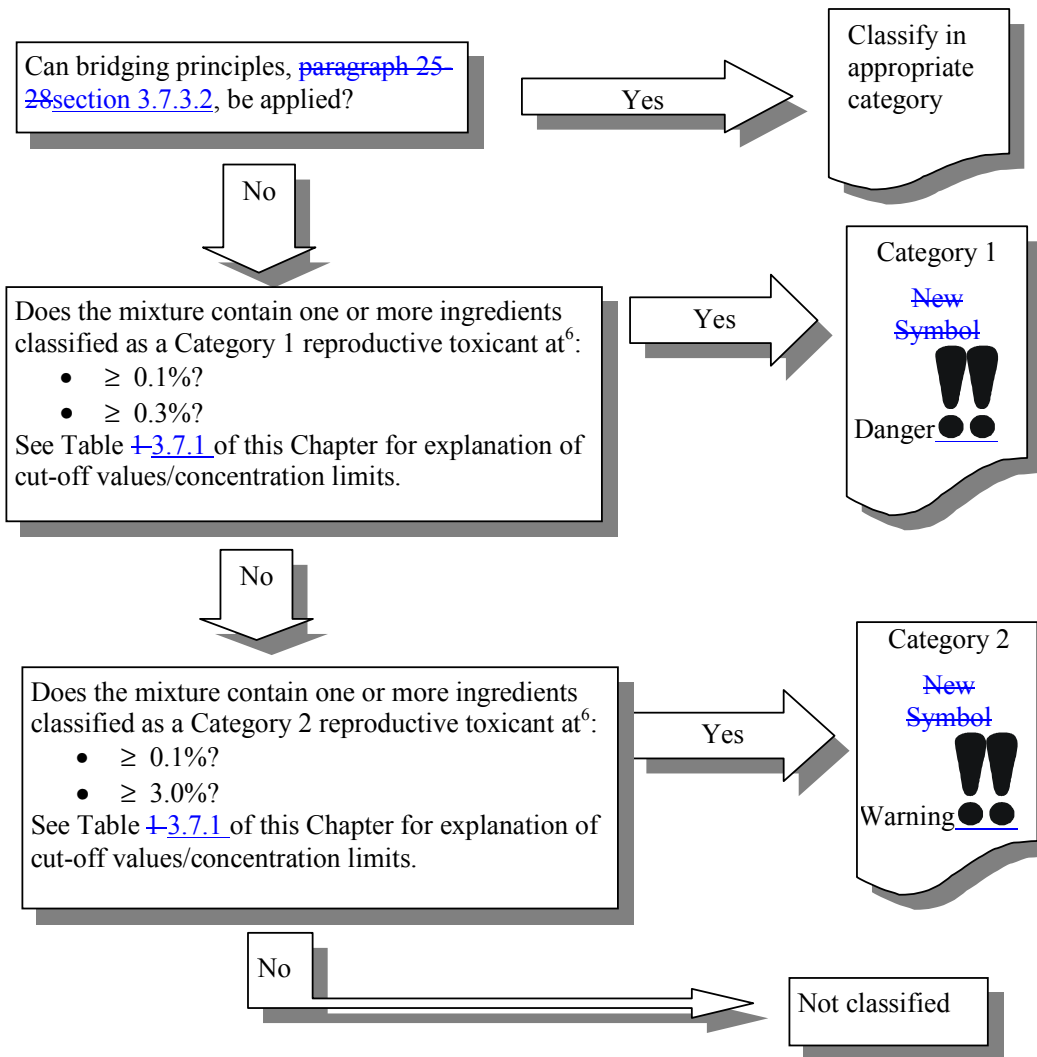 Can bridging principles, paragraph 25-
28section 3.7.3.2, be applied?
Yes
Classify in
appropriate
category
No
Does the mixture contain one or more ingredients
classified as a Category 1 reproductive toxicant at6:
• ≥ 0.1%?
• ≥ 0.3%?
See Table 1 3.7.1 of this Chapter for explanation of
cut-off values/concentration limits.
Yes
Category 1
New
Symbol
Danger!!
No
Does the mixture contain one or more ingredients
classified as a Category 2 reproductive toxicant at6:
• ≥ 0.1%?
• ≥ 3.0%?
See Table 1 3.7.1 of this Chapter for explanation of
cut-off values/concentration limits.
Yes
Category 2
New
Symbol
Warning!!
No
Not classified